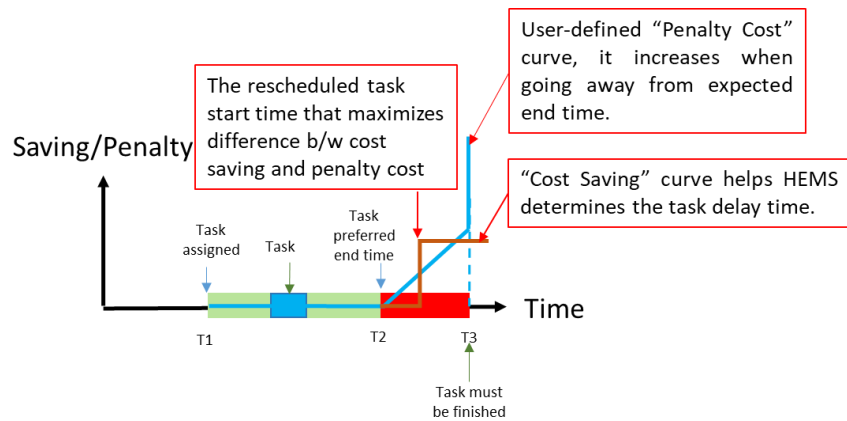 User-defined “Penalty Cost”
curve, it increases when
going away from expected
end time.
The rescheduled task
start time that maximizes
difference b/w cost
saving and penalty cost
Saving/Penalty
“Cost Saving” curve helps HEMS
determines the task delay time.
Task
assigned
Task
Task
preferred
end time
Time
T1
T2
T3
Task must
be finished